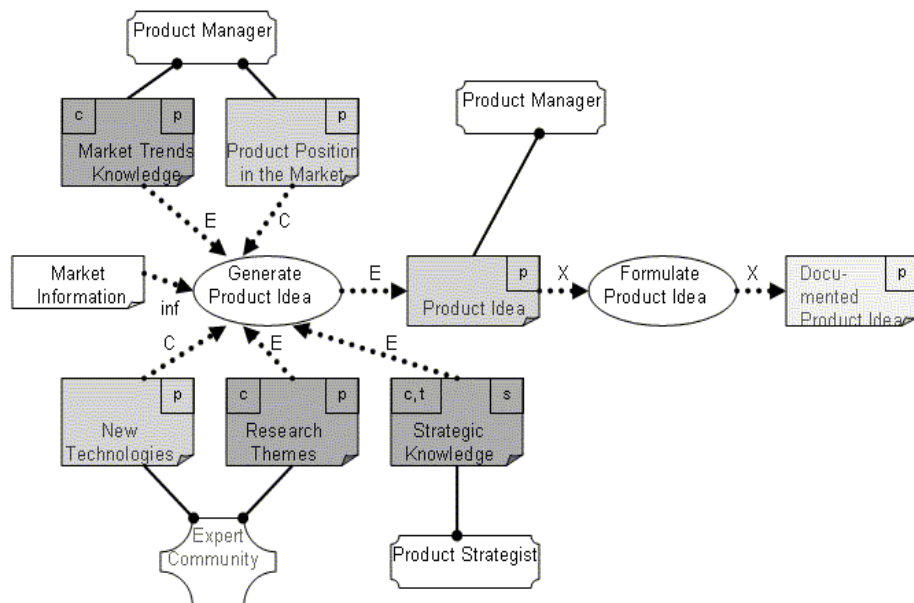 Product Manager
c
p
p
Market Trends
Knowledge
Product Position
in the Market
Product Manager
E
C
Market
Information
inf
Generate
Product Idea
E
p
Product Idea
X
Formulate
Product Idea
X
p
Docu-
mented
Product Idea
C
E
E
p
New
Technologies
c
p
Research
Themes
c,t
s
Strategic
Knowledge
Expert
Community
Product Strategist